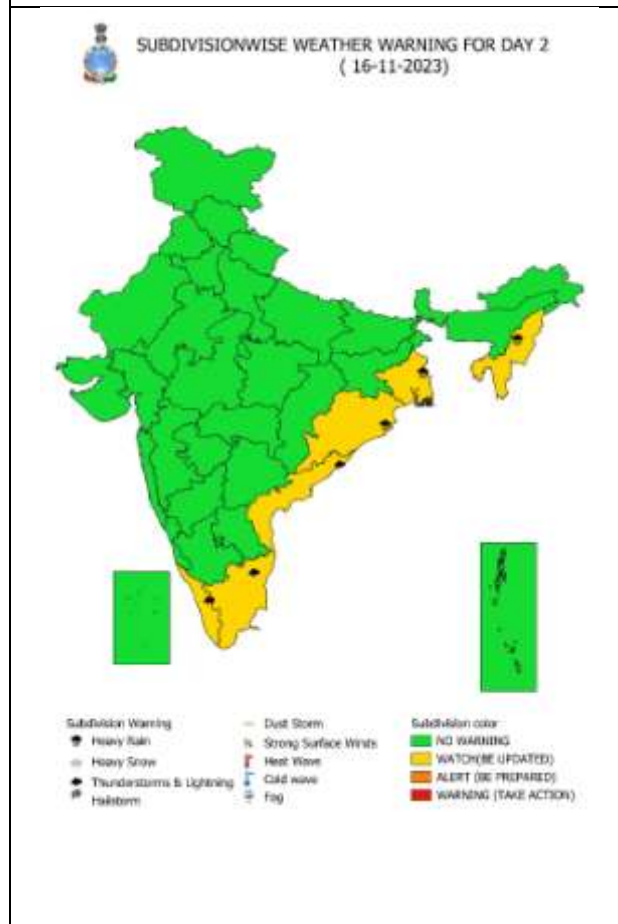 SUBDIVISIONWISE WEATHER WARNING FOR DAY 2
( 16-11-2023)
Subdivision Warning
Heavy Rain
Heavy Snow
Thunderstorms & Lightning
Hailstorm
Dust Storm
Strong Surface Winds
Heat Wave
Cold wave
Fog
Subdivision color
NO WARNING
WATCH(BE UPDATED)
ALERT (BE PREPARED)
WARNING (TAKE ACTION)